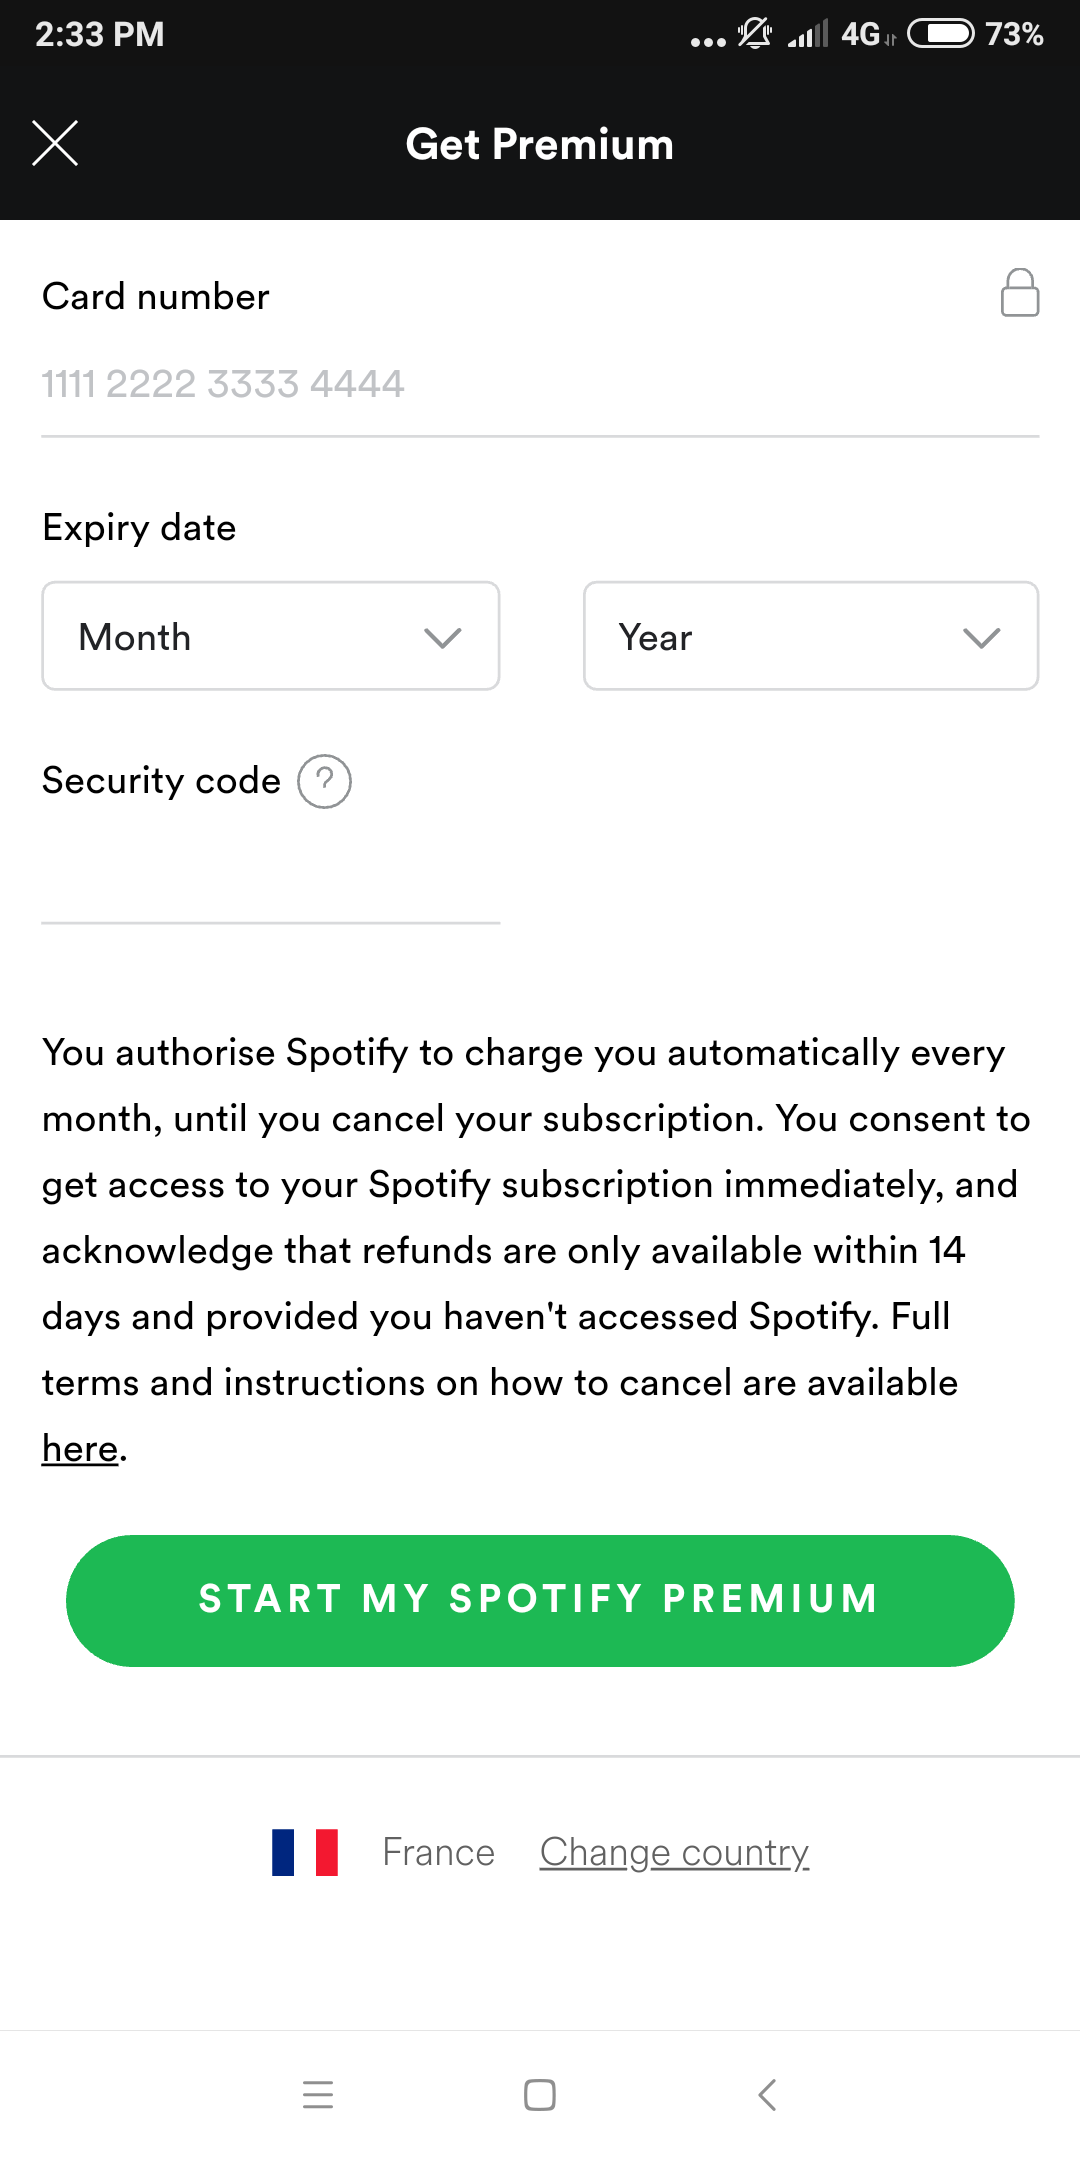 2:33 PM
4G 73%
Get Premium
Card number
1111 2222 3333 4444
Expiry date
Month
Year
Security code ?
You authorise Spotify to charge you automatically every
month, until you cancel your subscription. You consent to
get access to your Spotify subscription immediately, and
acknowledge that refunds are only available within 14
days and provided you haven't accessed Spotify. Full
terms and instructions on how to cancel are available
here.
START MY SPOTIFY PREMIUM
France Change country